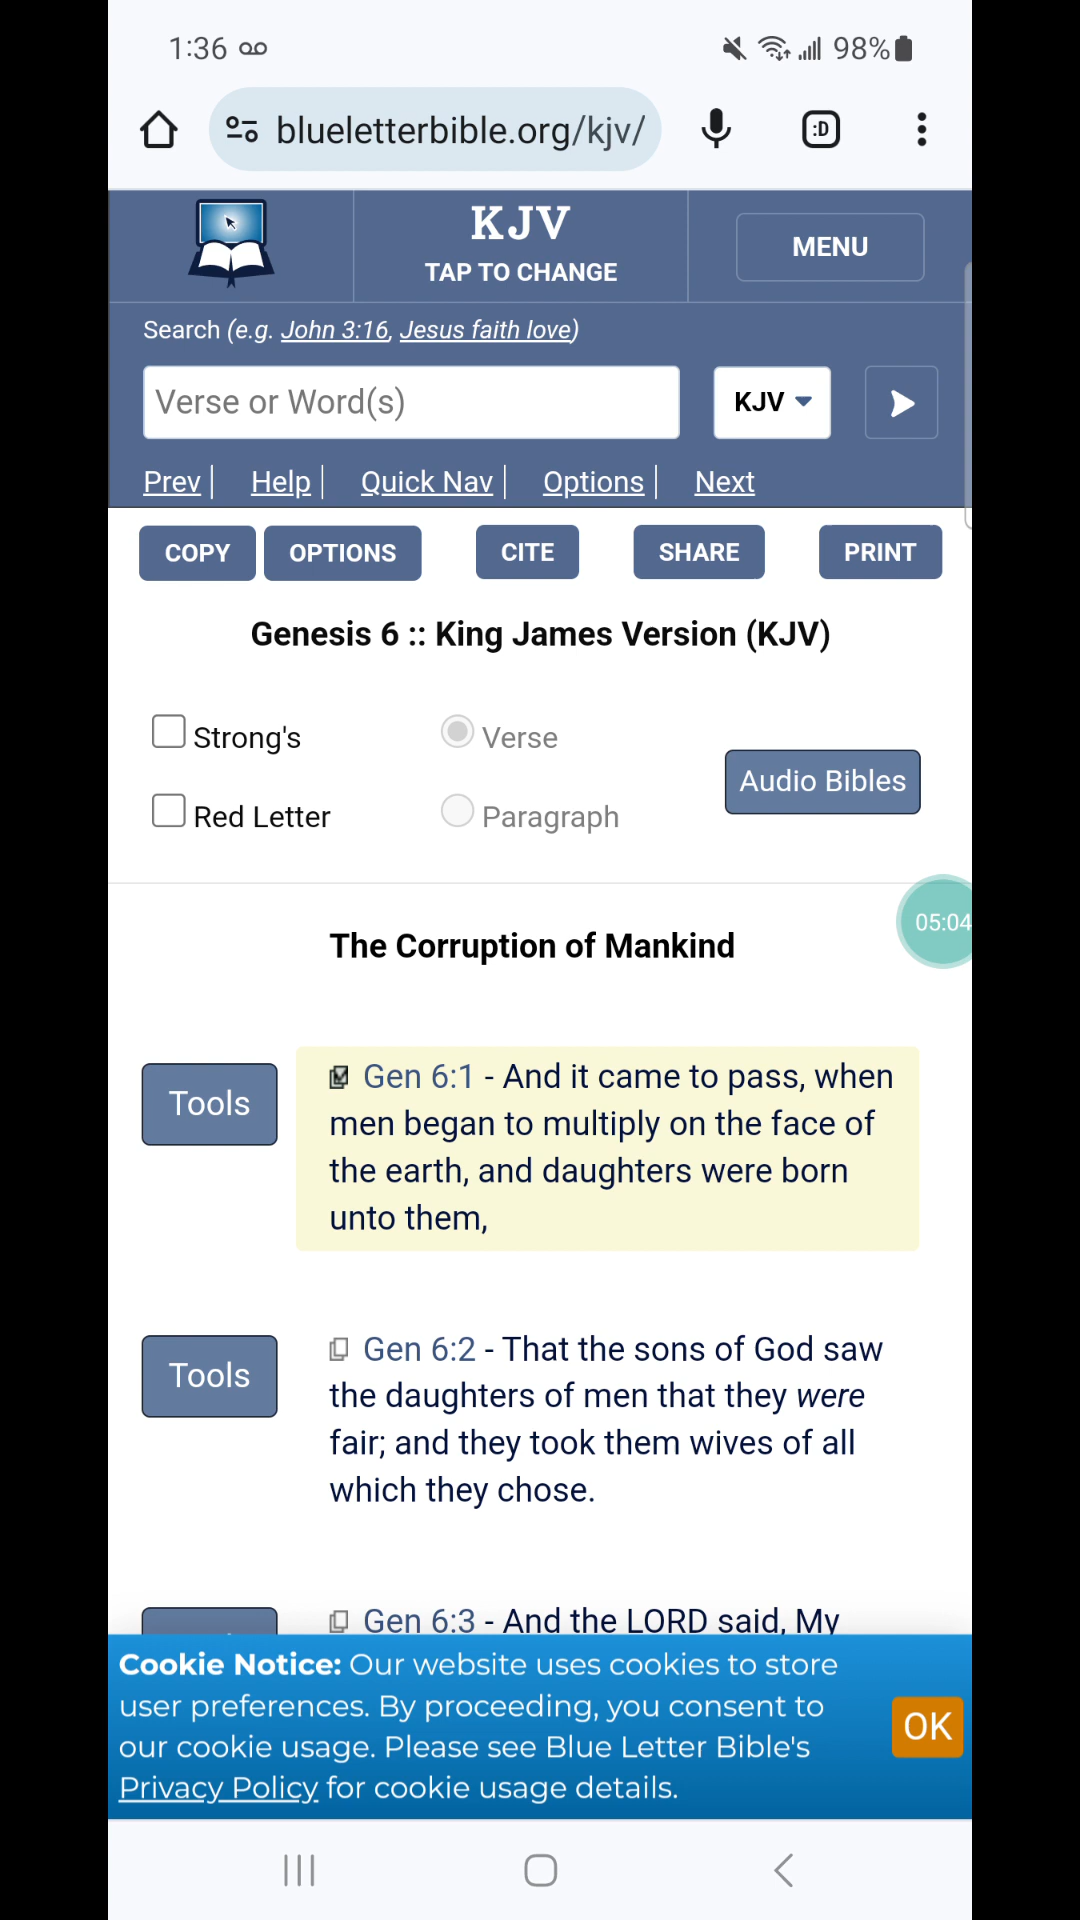 1:36 98%
blueletterbible.org/kjv/ :D
KJV
TAP TO CHANGE
MENU
Search (e.g. John 3:16, Jesus faith love)
Verse or Word(s) KJV
Prev | Help | Quick Nav | Options | Next
COPY OPTIONS CITE SHARE PRINT
Genesis 6 :: King James Version (KJV)
Strong's Verse
Audio Bibles
Red Letter Paragraph
05:04
The Corruption of Mankind
Tools
Gen 6:1 - And it came to pass, when
men began to multiply on the face of
the earth, and daughters were born
unto them,
Tools
Gen 6:2 - That the sons of God saw
the daughters of men that they were
fair; and they took them wives of all
which they chose.
Gen 6:3 - And the LORD said, My
Cookie Notice: Our website uses cookies to store
user preferences. By proceeding, you consent to
our cookie usage. Please see Blue Letter Bible's
Privacy Policy for cookie usage details.
OK